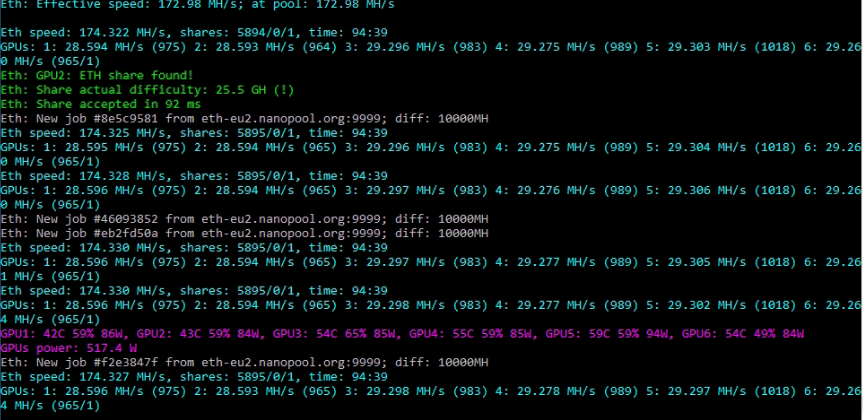 Eth: Effective speed: 172.98 MH/s; at pool: 172.98 MH/s
Eth speed: 174.322 MH/s, shares: 5894/0/1, time: 94:39
GPUs: 1: 28.594 MH/s (975) 2: 28.593 MH/s (964) 3: 29.296 MH/s (983) 4: 29.275 MH/s (989) 5: 29.303 MH/s (1018) 6: 29.26
0 MH/s (965/1)
Eth: GPU2: ETH share found!
Eth: Share actual difficulty: 25.5 GH (!)
Eth: Share accepted in 92 ms
Eth: New job #8e5c9581 from eth-eu2.nanopool.org:9999; diff: 10000MH
Eth speed: 174.325 MH/s, shares: 5895/0/1, time: 94:39
GPUs: 1: 28.595 MH/s (975) 2: 28.594 MH/s (965) 3: 29.296 MH/s (983) 4: 29.275 MH/s (989) 5: 29.304 MH/s (1018) 6: 29.26
0 MH/s (965/1)
Eth speed: 174.328 MH/s, shares: 5895/0/1, time: 94:39
GPUs: 1: 28.596 MH/s (975) 2: 28.594 MH/s (965) 3: 29.297 MH/s (983) 4: 29.276 MH/s (989) 5: 29.306 MH/s (1018) 6: 29.26
0 MH/s (965/1)
Eth: New job #46093852 from eth-eu2.nanopool.org:9999; diff: 10000MH
Eth: New job #eb2fd50a from eth-eu2.nanopool.org:9999; diff: 10000MH
Eth speed: 174.330 MH/s, shares: 5895/0/1, time: 94:39
GPUs: 1: 28.596 MH/s (975) 2: 28.594 MH/s (965) 3: 29.297 MH/s (983) 4: 29.277 MH/s (989) 5: 29.305 MH/s (1018) 6: 29.26
1 MH/s (965/1)
Eth speed: 174.330 MH/s, shares: 5895/0/1, time: 94:39
GPUs: 1: 28.596 MH/s (975) 2: 28.594 MH/s (965) 3: 29.298 MH/s (983) 4: 29.277 MH/s (989) 5: 29.302 MH/s (1018) 6: 29.26
4 MH/s (965/1)
GPU1: 42C 59% 86W, GPU2: 43C 59% 84W, GPU3: 54C 65% 85W, GPU4: 55C 59% 85W, GPU5: 59C 59% 94W, GPU6: 54C 49% 84W
GPUs power: 517.4 W
Eth: New job #f2e3847f from eth-eu2.nanopool.org:9999; diff: 10000MH
Eth speed: 174.327 MH/s, shares: 5895/0/1, time: 94:39
GPUs: 1: 28.596 MH/s (975) 2: 28.593 MH/s (965) 3: 29.298 MH/s (983) 4: 29.278 MH/s (989) 5: 29.297 MH/s (1018) 6: 29.26
4 MH/s (965/1)